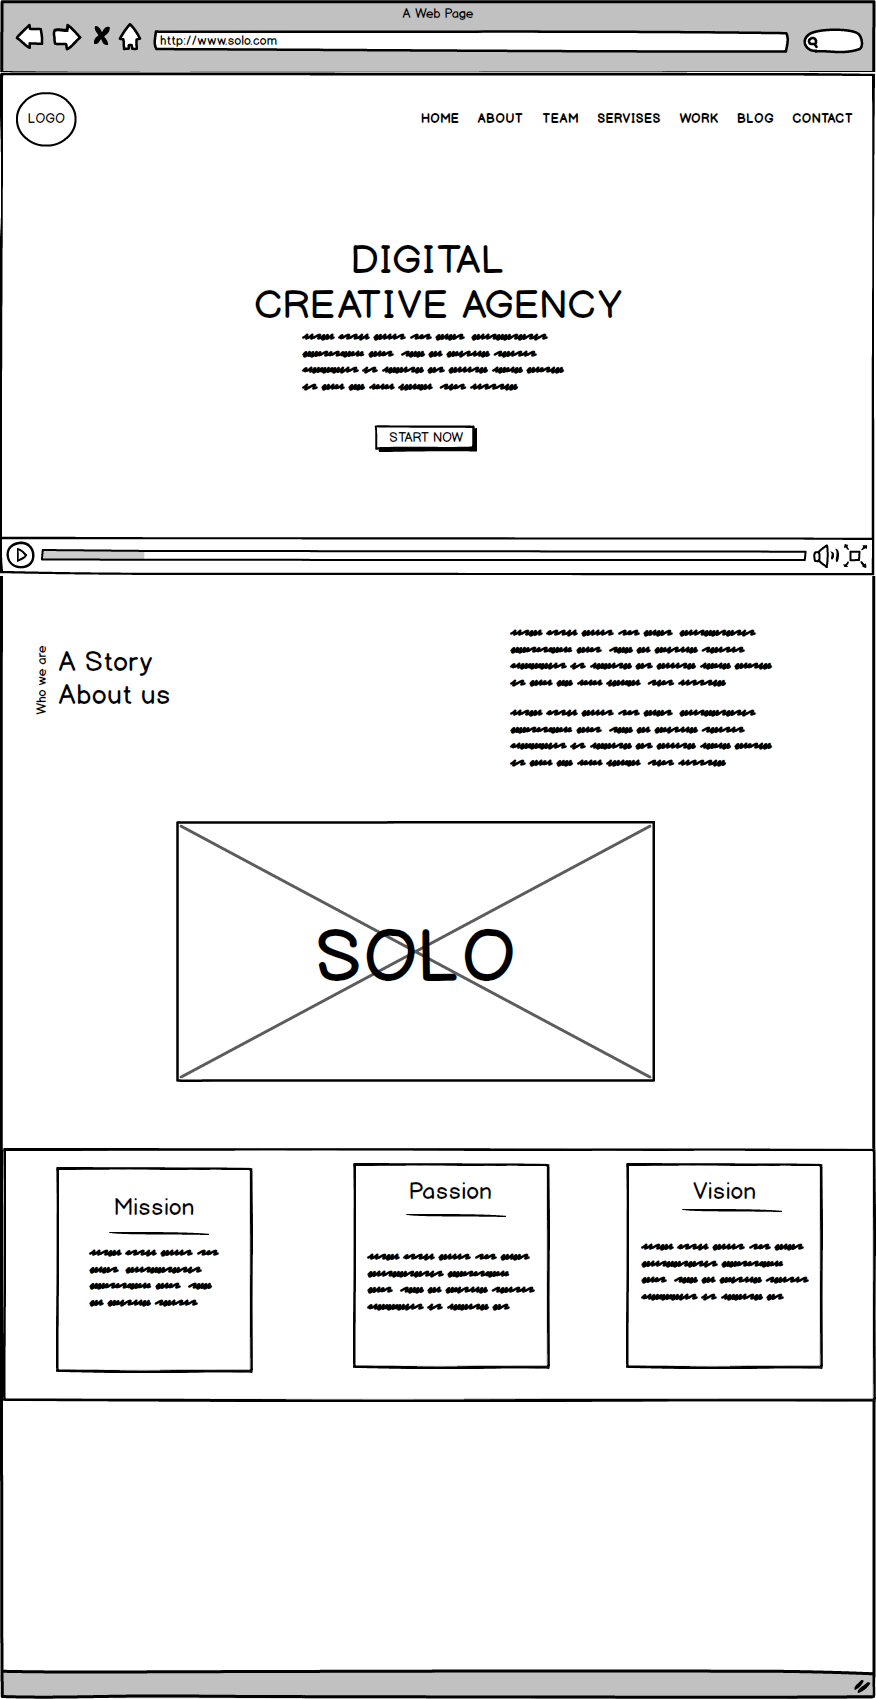 A Web Page
http://www.solo.com
LOGO
HOME ABOUT TEAM SERVISES WORK BLOG CONTACT
DIGITAL
CREATIVE AGENCY
START NOW
Who we are
A Story
About us
SOLO
Mission
Passion
Vision